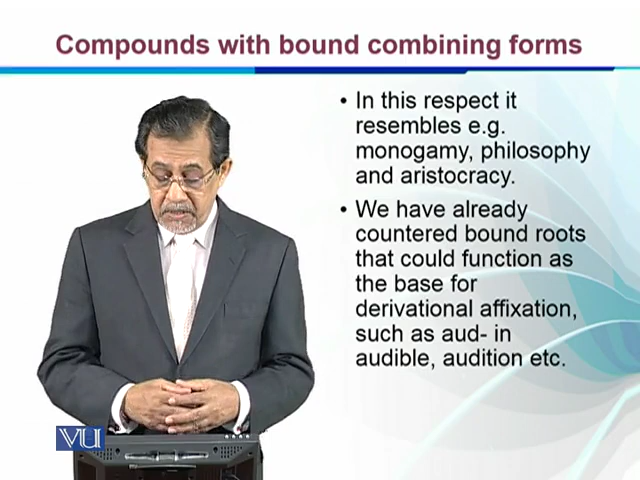 Compounds with bound combining forms
• In this respect it
resembles e.g.
monogamy, philosophy
and aristocracy.
• We have already
countered bound roots
that could function as
the base for
derivational affixation,
such as aud- in
audible, audition etc.
VU